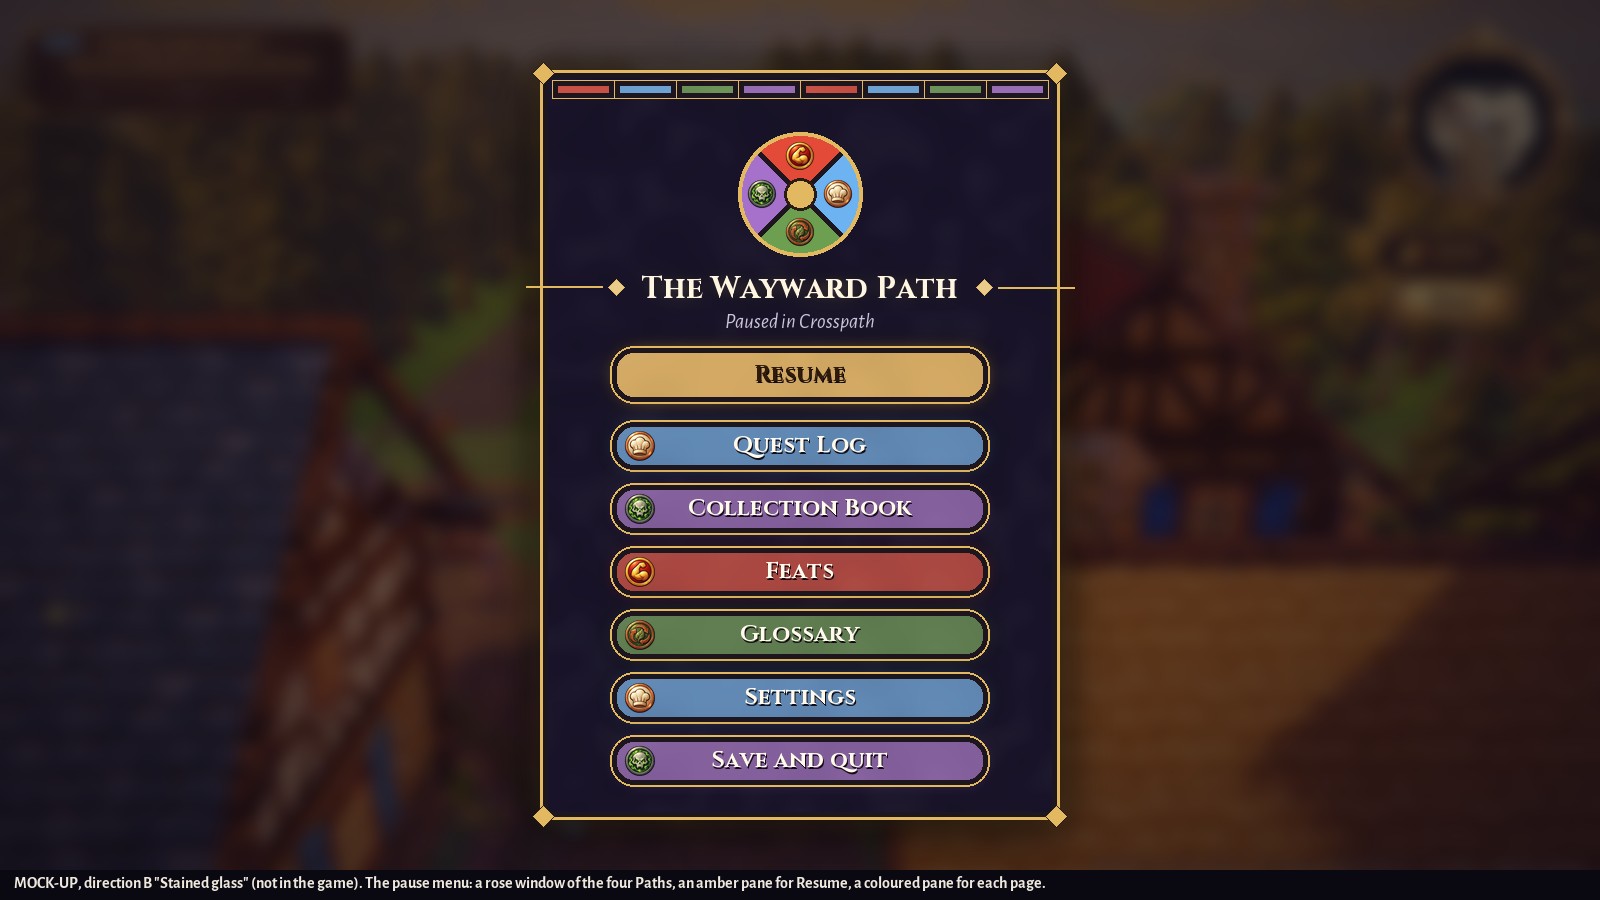 The Wayward Path
Paused in Crosspath
Resume
Quest Log
Collection Book
Feats
Glossary
Settings
Save and Quit
MOCK-UP, direction B "Stained glass" (not in the game). The pause menu: a rose window of the four Paths, an amber pane for Resume, a coloured pane for each page.